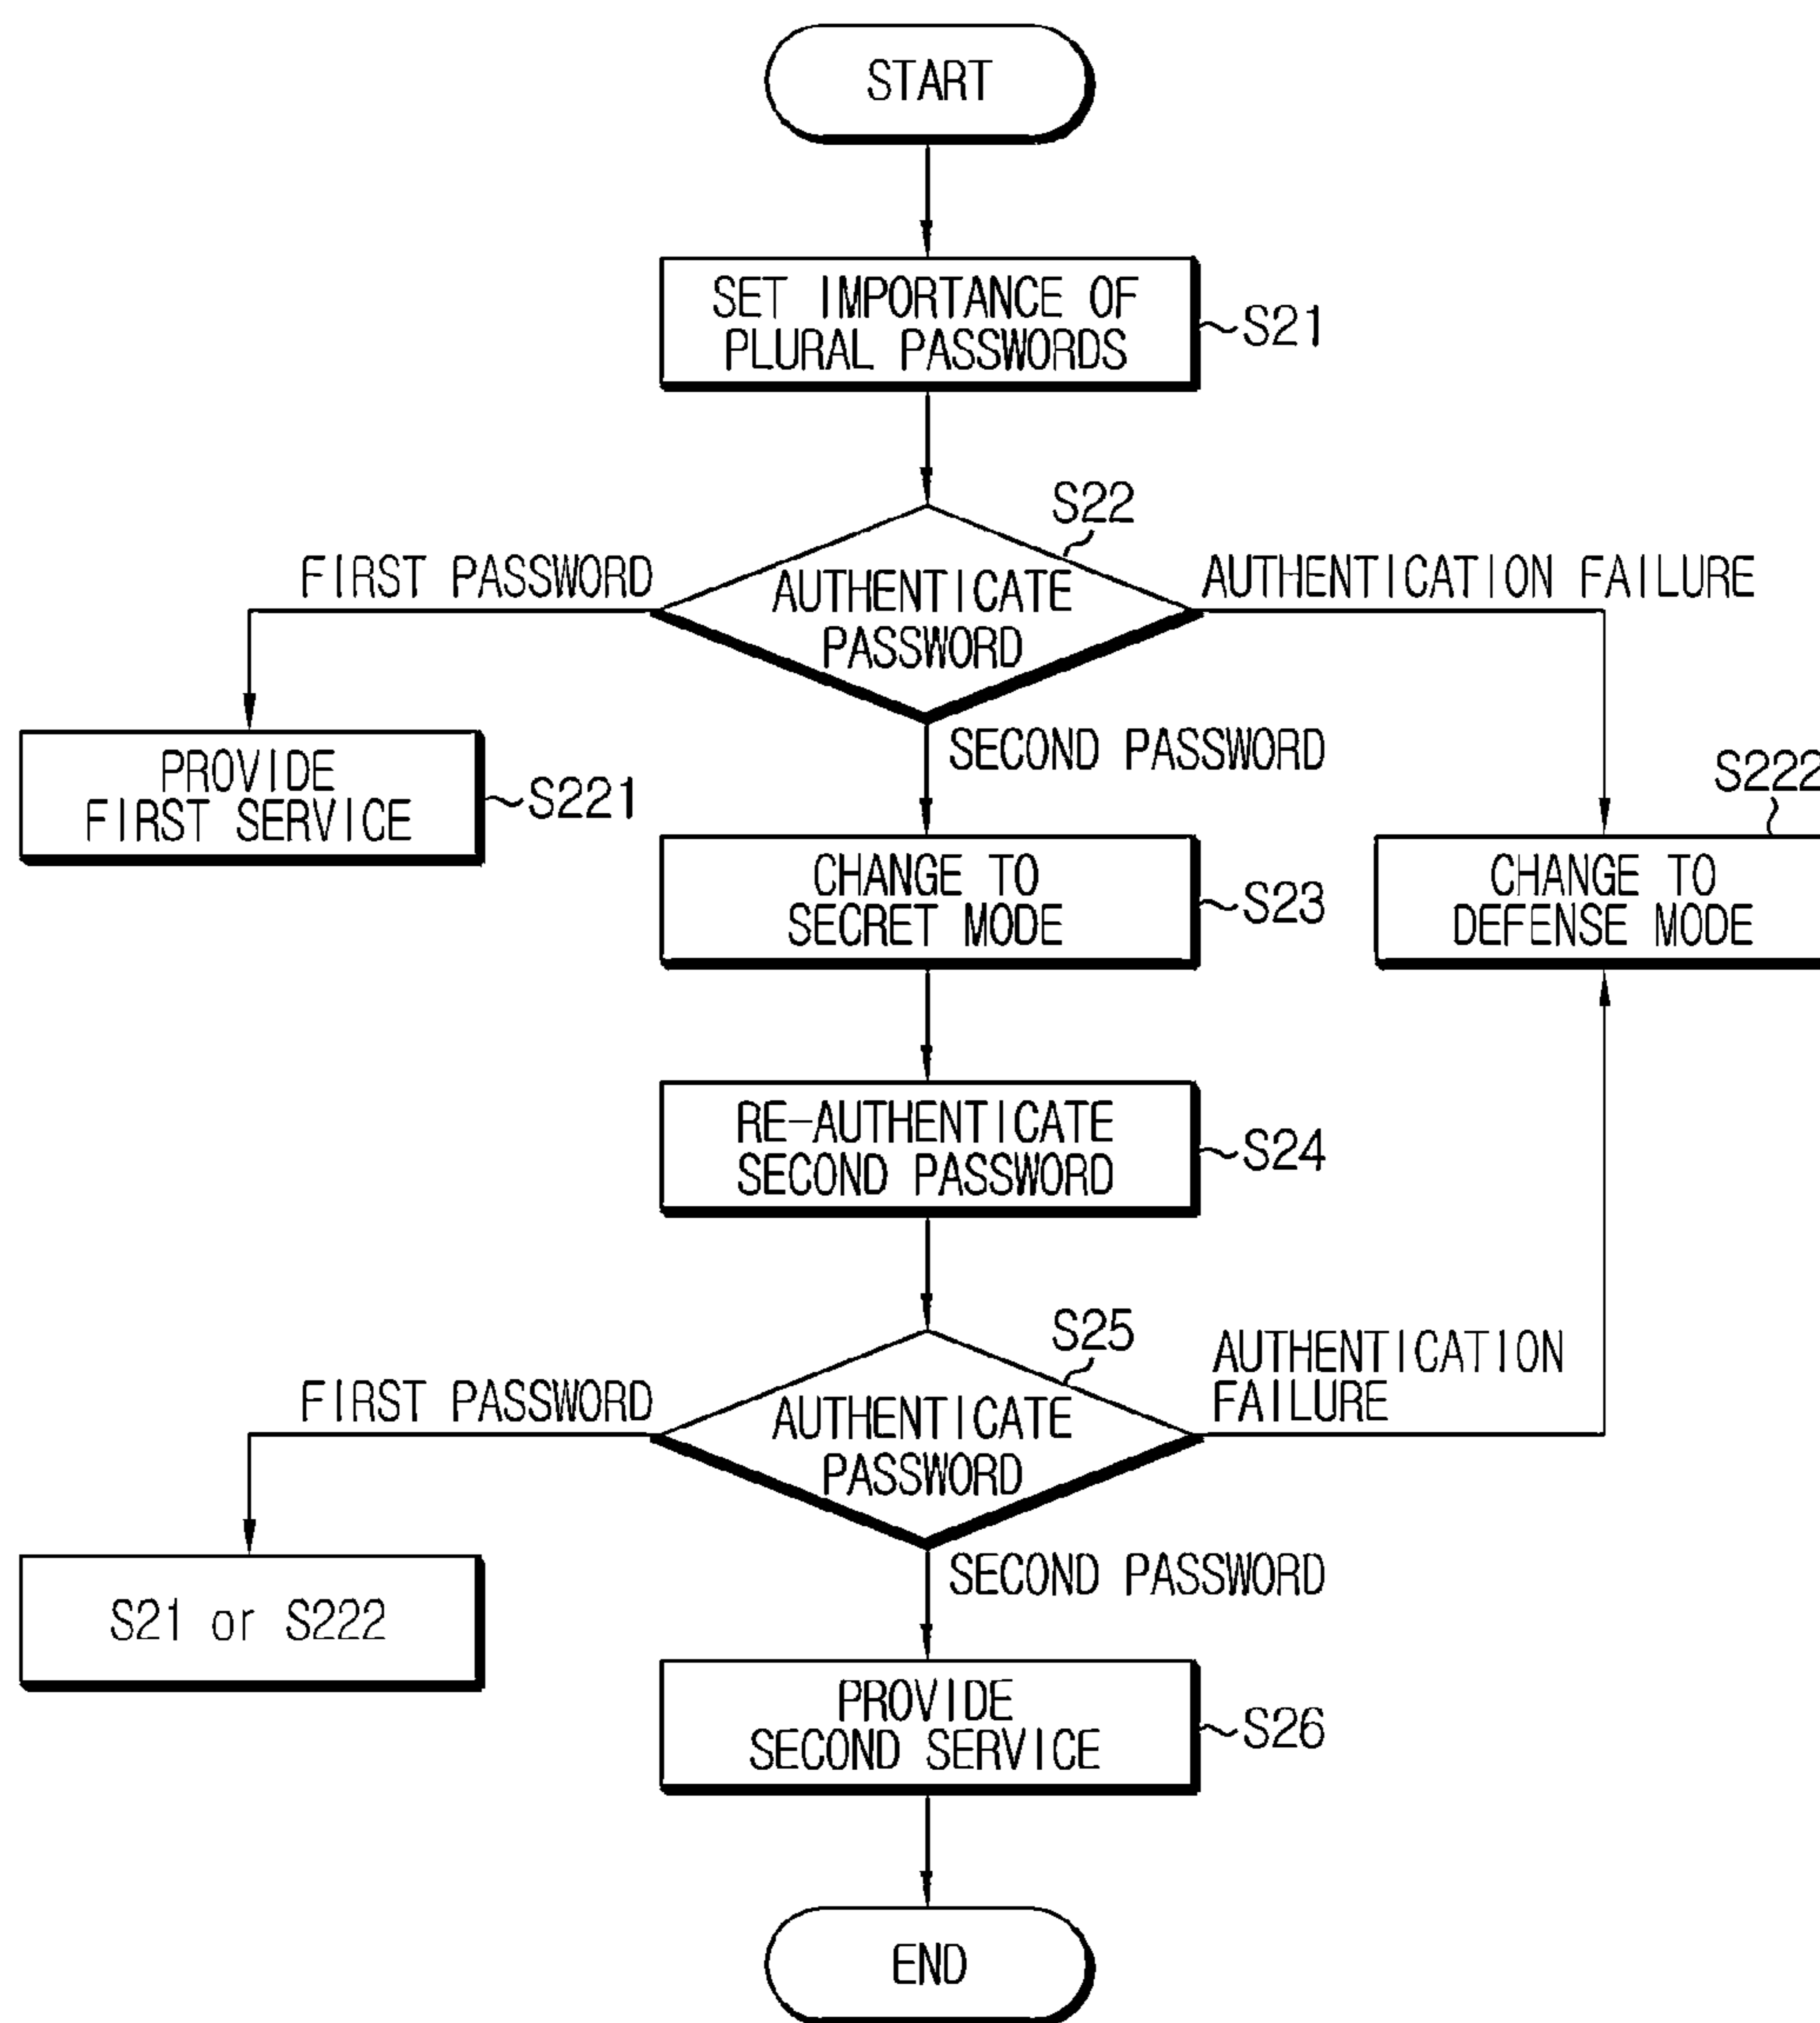 START
SET IMPORTANCE OF
PLURAL PASSWORDS
S21
S22
FIRST PASSWORD
AUTHENTICATE
PASSWORD
AUTHENTICATION FAILURE
SECOND PASSWORD
PROVIDE
FIRST SERVICE
S221
S222
CHANGE TO
SECRET MODE
S23
CHANGE TO
DEFENSE MODE
RE-AUTHENTICATE
SECOND PASSWORD
S24
S25
FIRST PASSWORD
AUTHENTICATE
PASSWORD
AUTHENTICATION
FAILURE
SECOND PASSWORD
S21 or S222
PROVIDE
SECOND SERVICE
S26
END